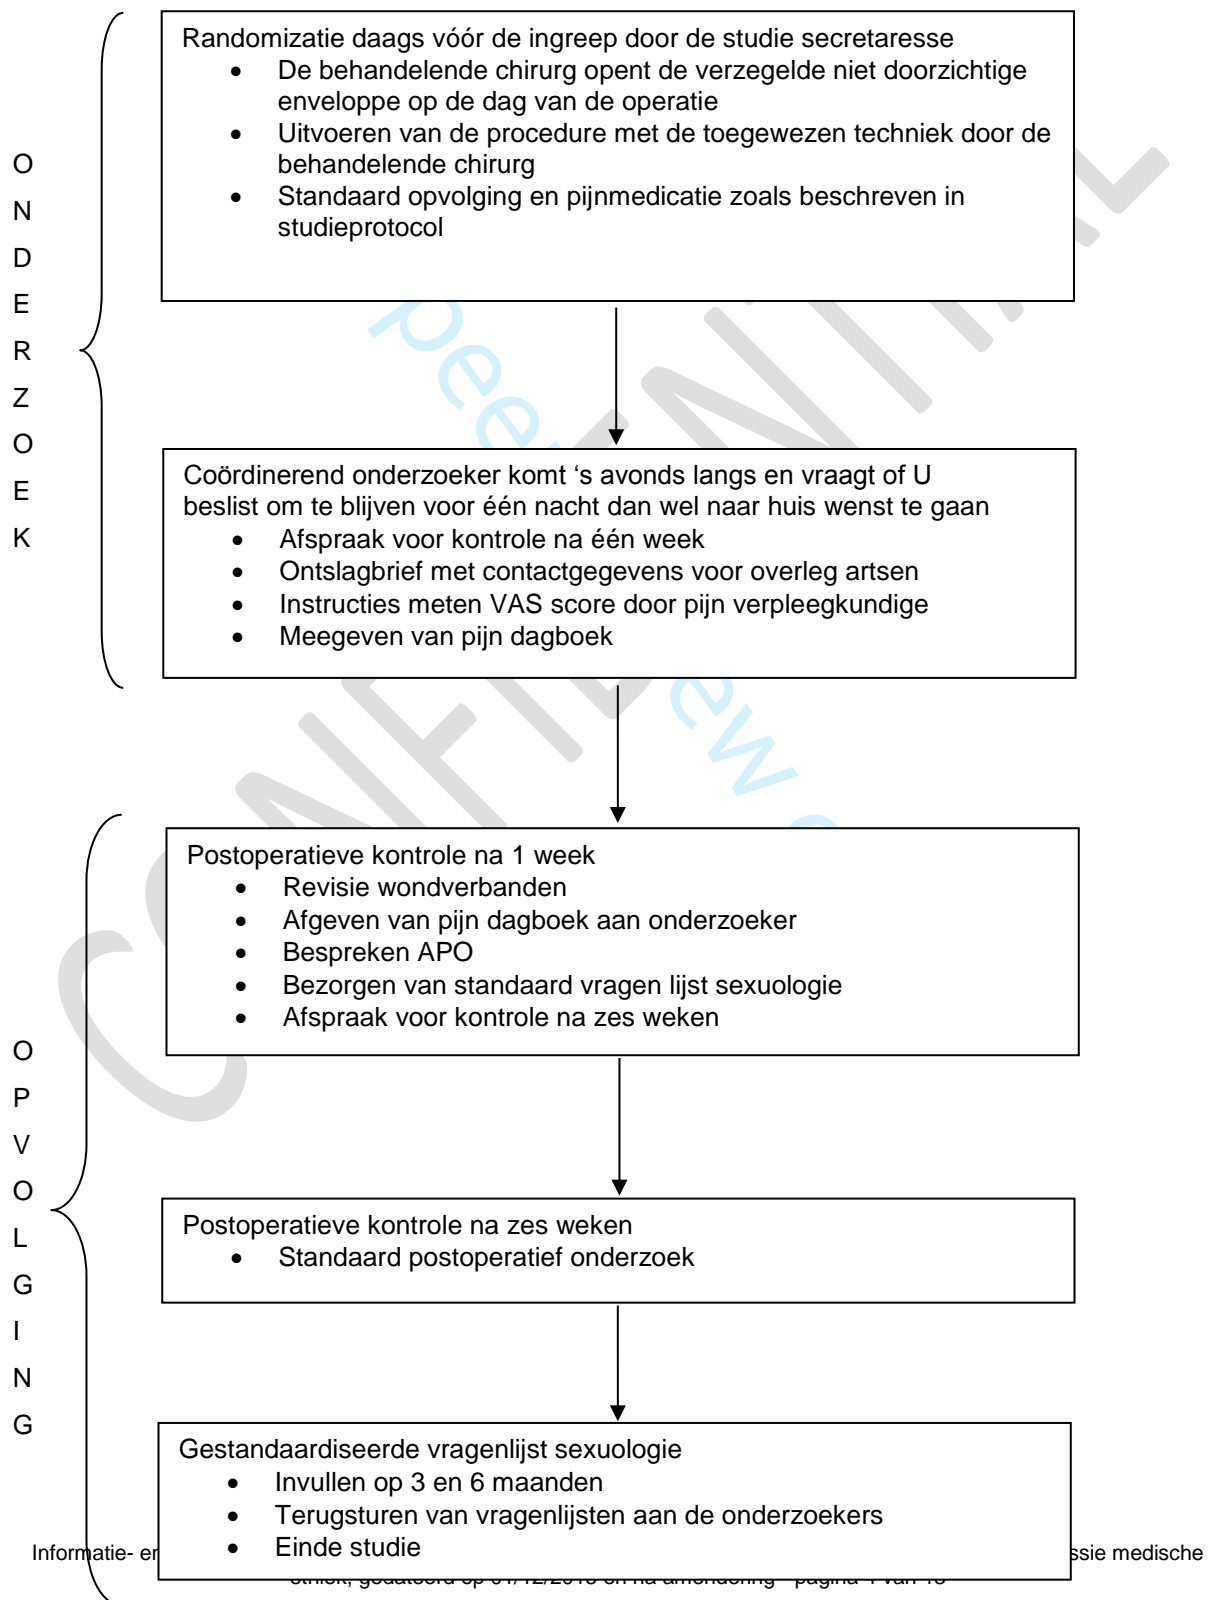 Randomizatie daags vóór de ingreep door de studie secretaresse
• De behandelende chirurg opent de verzegelde niet doorzichtige
enveloppe op de dag van de operatie
• Uitvoeren van de procedure met de toegewezen techniek door de
behandelende chirurg
• Standaard opvolging en pijnmedicatie zoals beschreven in
studieprotocol
O
N
D
E
R
Z
O
E
K
Coördinerend onderzoeker komt ‘s avonds langs en vraagt of U
beslist om te blijven voor één nacht dan wel naar huis wenst te gaan
• Afspraak voor kontrole na één week
• Ontslagbrief met contactgegevens voor overleg artsen
• Instructies meten VAS score door pijn verpleegkundige
• Meegeven van pijn dagboek
Postoperatieve kontrole na 1 week
• Revisie wondverbanden
• Afgeven van pijn dagboek aan onderzoeker
• Bespreken APO
• Bezorgen van standaard vragen lijst sexuologie
• Afspraak voor kontrole na zes weken
O
P
V
O
L
G
I
N
G
Postoperatieve kontrole na zes weken
• Standaard postoperatief onderzoek
Gestandaardiseerde vragenlijst sexuologie
• Invullen op 3 en 6 maanden
• Terugsturen van vragenlijsten aan de onderzoekers
• Einde studie
Informatie- er ssie medische
CONFIDENTIAL